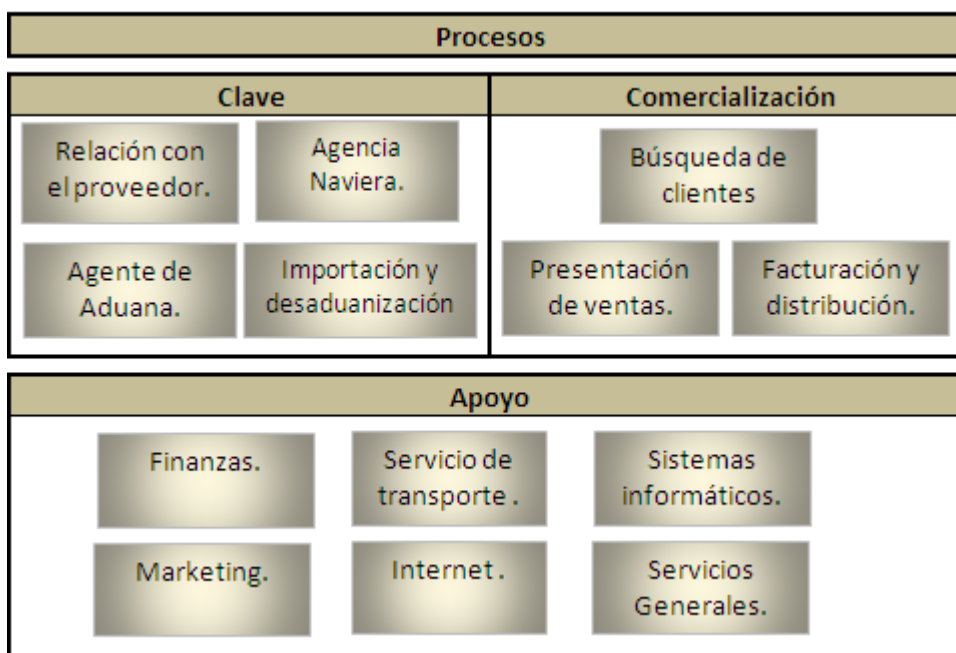 Procesos
Clave
Comercialización
Relación con
el proveedor.
Agencia
Naviera.
Agente de
Aduana.
Importación y
desaduanización
Búsqueda de
clientes
Presentación
de ventas.
Facturación y
distribución.
Apoyo
Finanzas.
Servicio de
transporte .
Sistemas
informáticos.
Marketing.
Internet .
Servicios
Generales.